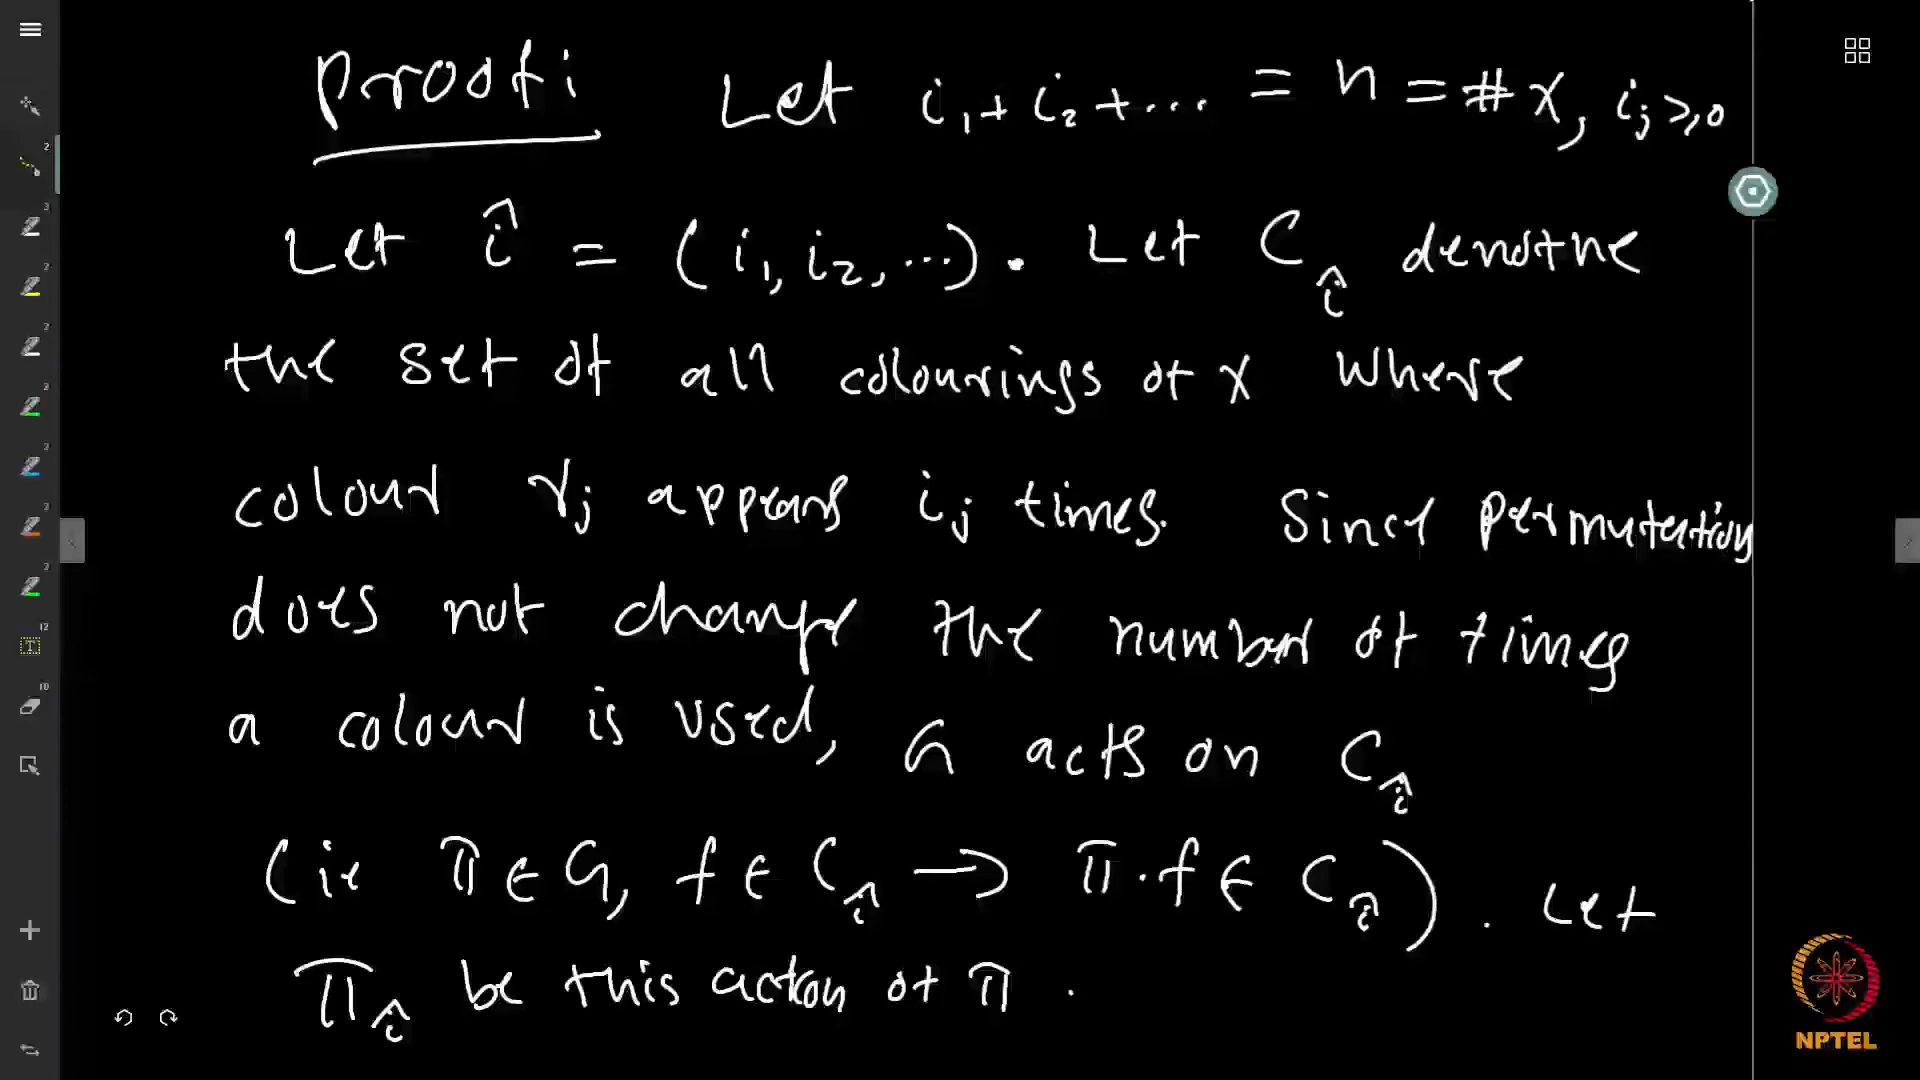 Proof: Let i₁ + i₂ + ... = n = #X, iⱼ ≥ 0
Let î = (i₁, i₂, ...). Let C_î denote
the set of all colourings of X where
colour rⱼ appears iⱼ times. Since permutation
does not change the number of times
a colour is used, G acts on C_î
(ie π ∈ G, f ∈ C_î → π·f ∈ C_î). Let
π_î be this action of π.
NPTEL